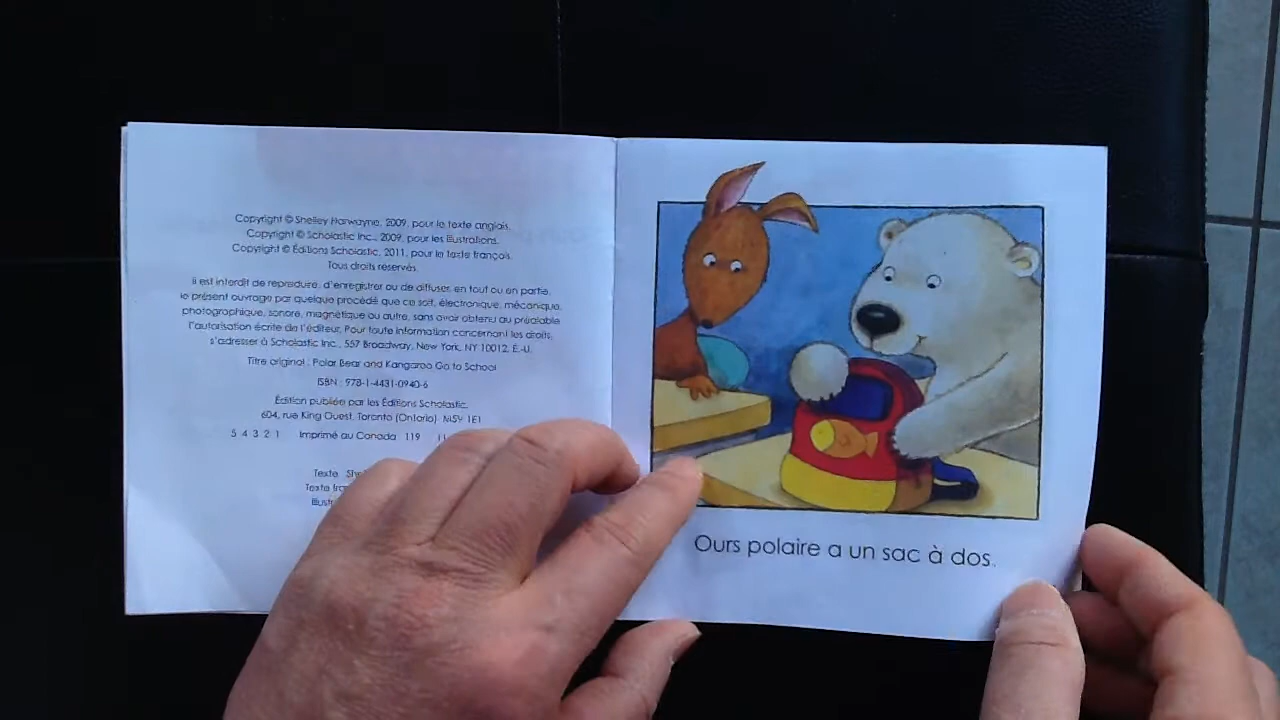 Copyright © Shelley Harwayne, 2009, pour le texte anglais.
Copyright © Scholastic Inc., 2009, pour les illustrations.
Copyright © Éditions Scholastic, 2011, pour le texte français.
Tous droits réservés.
Il est interdit de reproduire, d'enregistrer ou de diffuser, en tout ou en partie,
le présent ouvrage par quelque procédé que ce soit, électronique, mécanique,
photographique, sonore, magnétique ou autre, sans avoir obtenu au préalable
l'autorisation écrite de l'éditeur. Pour toute information concernant les droits,
s'adresser à Scholastic Inc., 557 Broadway, New York, NY 10012, É.-U.
Titre original : Polar Bear and Kangaroo Go to School
ISBN : 978-1-4431-0940-6
Édition publiée par les Éditions Scholastic,
604, rue King Ouest, Toronto (Ontario) M5V 1E1
5 4 3 2 1 Imprimé au Canada 119
Texte
Texte
Ours polaire a un sac à dos.